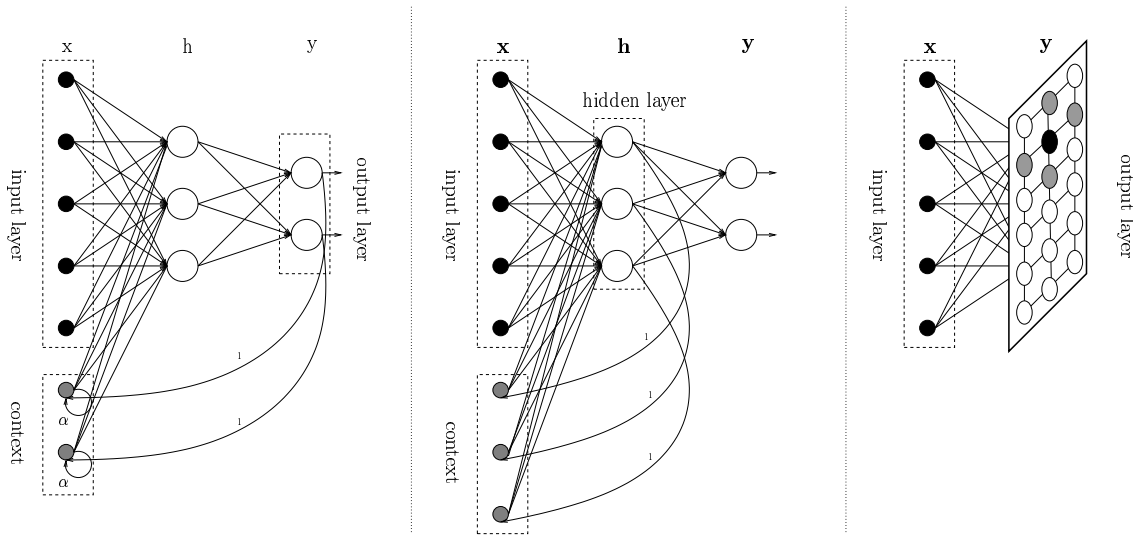 x h y
input layer
output layer
1
1
context
α
α
x h y
hidden layer
input layer
1
1
1
context
x y
input layer
output layer